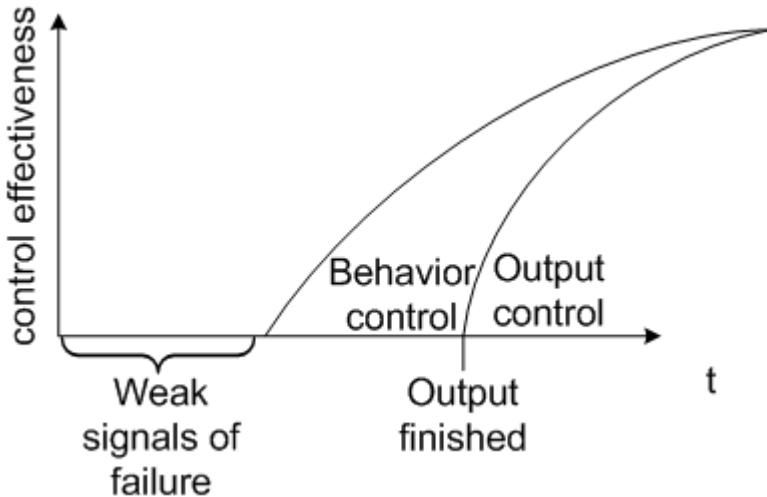 control effectiveness
Behavior
control
Output
control
Weak
signals of
failure
Output
finished
t